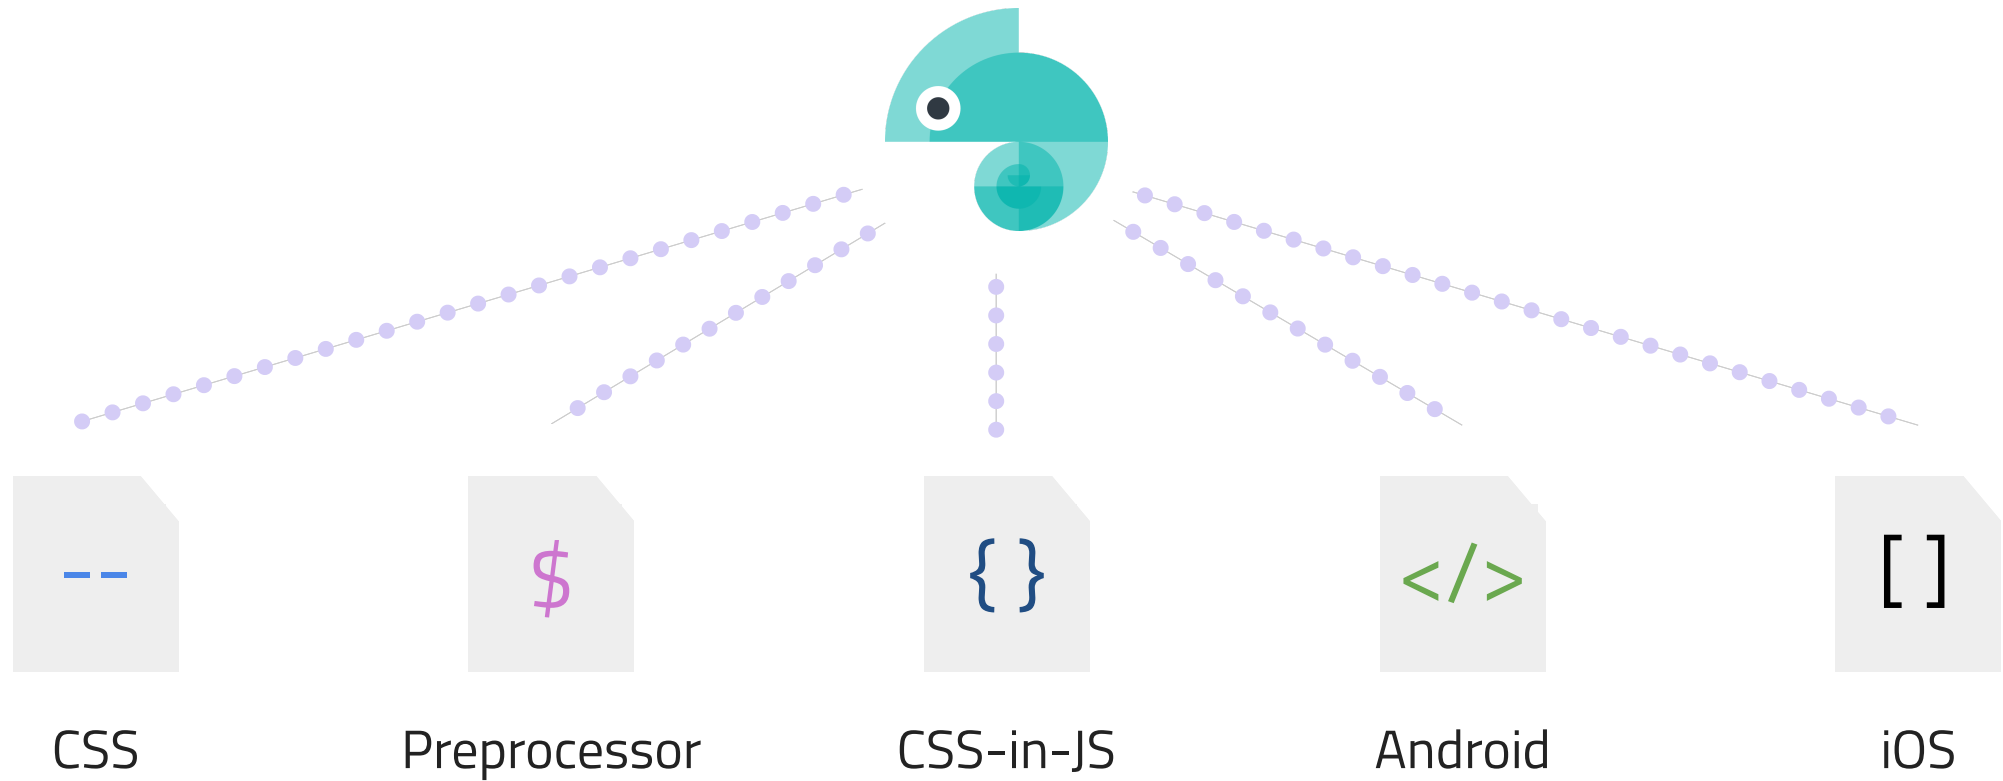 --
$
{ }
</>
[ ]
CSS
Preprocessor
CSS-in-JS
Android
iOS